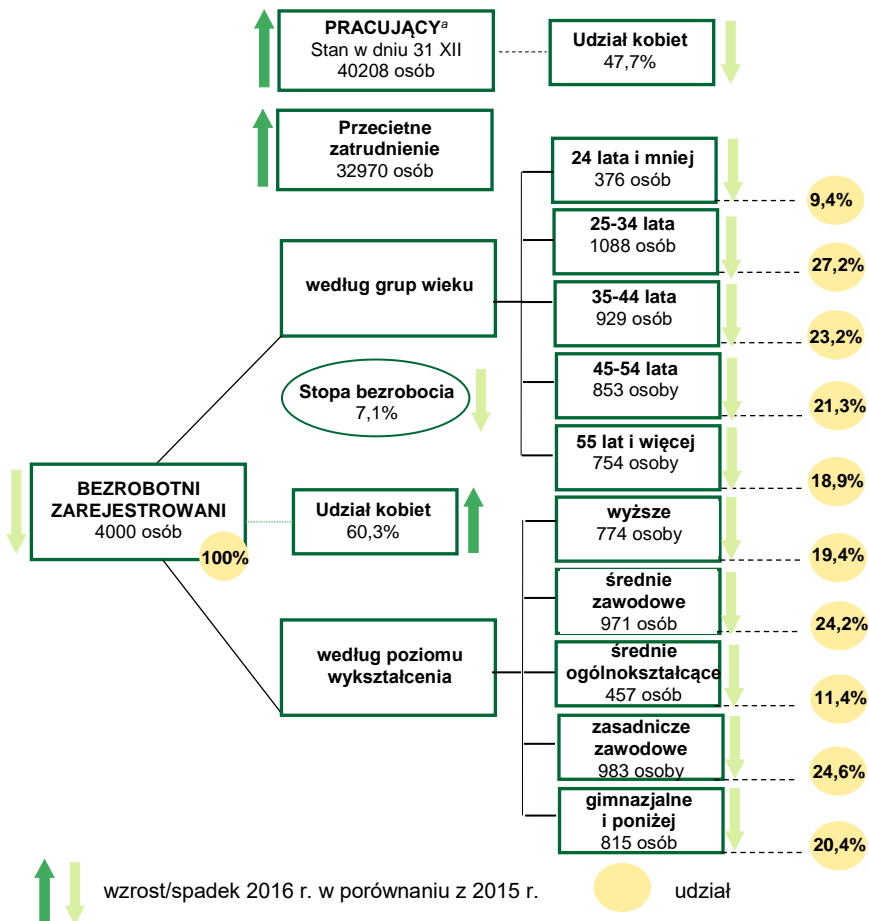 PRACUJĄCYᵃ
Stan w dniu 31 XII
40208 osób
Udział kobiet
47,7%
Przecietne
zatrudnienie
32970 osób
24 lata i mniej
376 osób
9,4%
25-34 lata
1088 osób
27,2%
według grup wieku
35-44 lata
929 osób
23,2%
Stopa bezrobocia
7,1%
45-54 lata
853 osoby
21,3%
55 lat i więcej
754 osoby
18,9%
BEZROBOTNI
ZAREJESTROWANI
4000 osób
100%
Udział kobiet
60,3%
wyższe
774 osoby
19,4%
średnie
zawodowe
971 osób
24,2%
według poziomu
wykształcenia
średnie
ogólnokształcące
457 osób
11,4%
zasadnicze
zawodowe
983 osoby
24,6%
gimnazjalne
i poniżej
815 osób
20,4%
wzrost/spadek 2016 r. w porównaniu z 2015 r.
udział